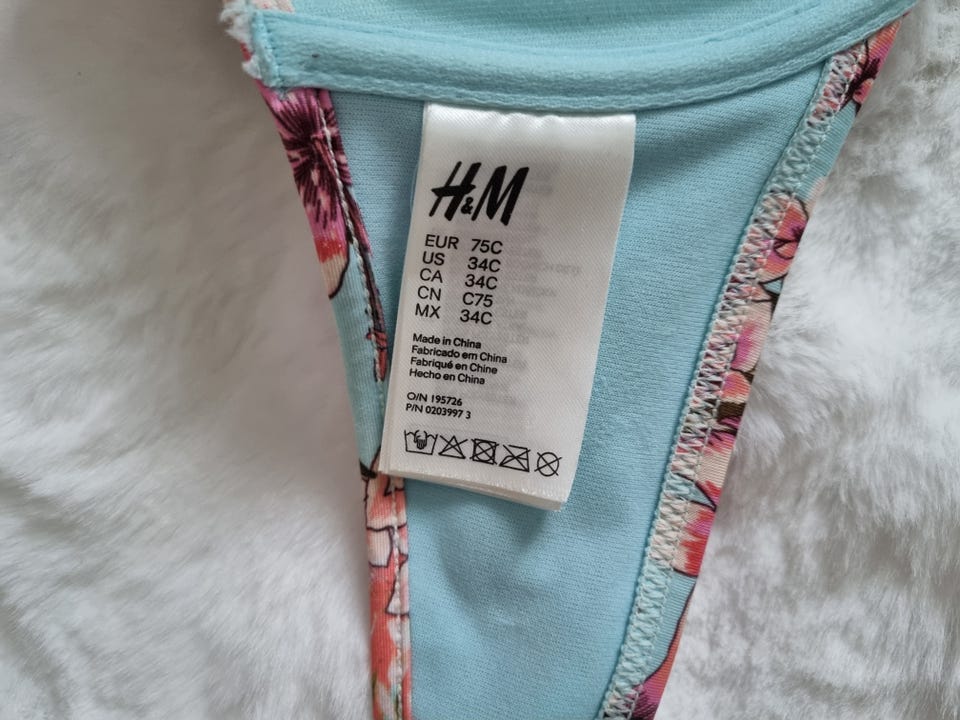 H&M
EUR 75C
US 34C
CA 34C
CN C75
MX 34C
Made in China
Fabricado em China
Fabriqué en Chine
Hecho en China
O/N 195726
P/N 0203997 3